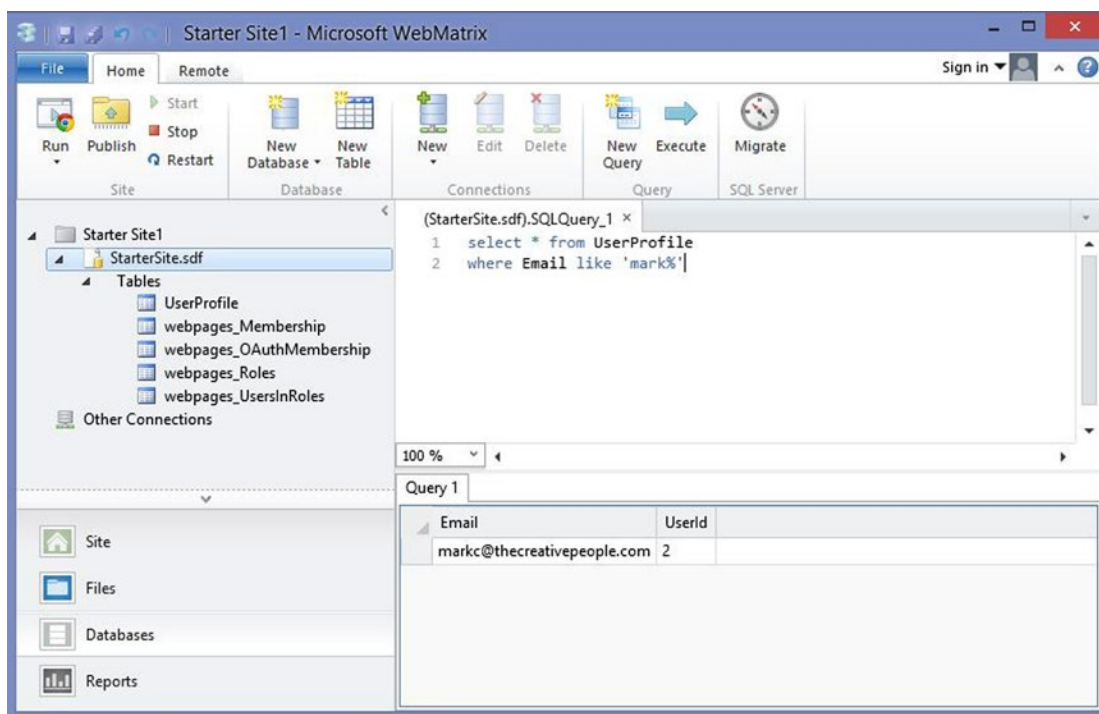 Starter Site1 - Microsoft WebMatrix
File Home Remote Sign in
Run
Publish
Start
Stop
Restart
New Database
New Table
New
Edit
Delete
New Query
Execute
Migrate
Site Database Connections Query SQL Server
Starter Site1
StarterSite.sdf
Tables
UserProfile
webpages_Membership
webpages_OAuthMembership
webpages_Roles
webpages_UsersInRoles
Other Connections
Site
Files
Databases
Reports
(StarterSite.sdf).SQLQuery_1 ×
1 select * from UserProfile
2 where Email like 'mark%'
100 %
Query 1
Email UserId
markc@thecreativepeople.com 2